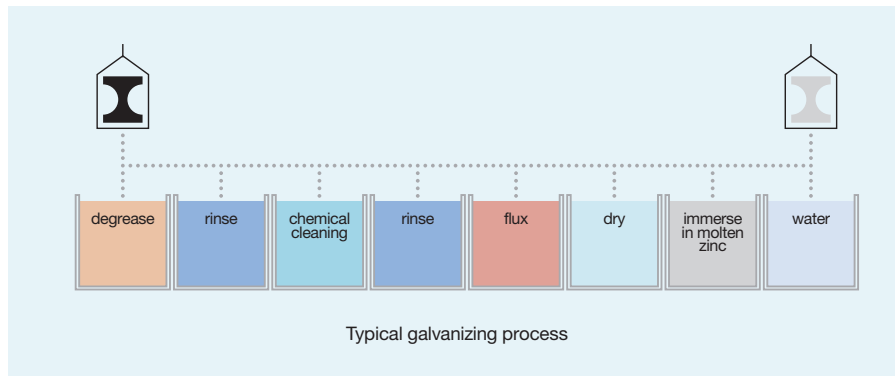 degrease
rinse
chemical
cleaning
rinse
flux
dry
immerse
in molten
zinc
water
Typical galvanizing process